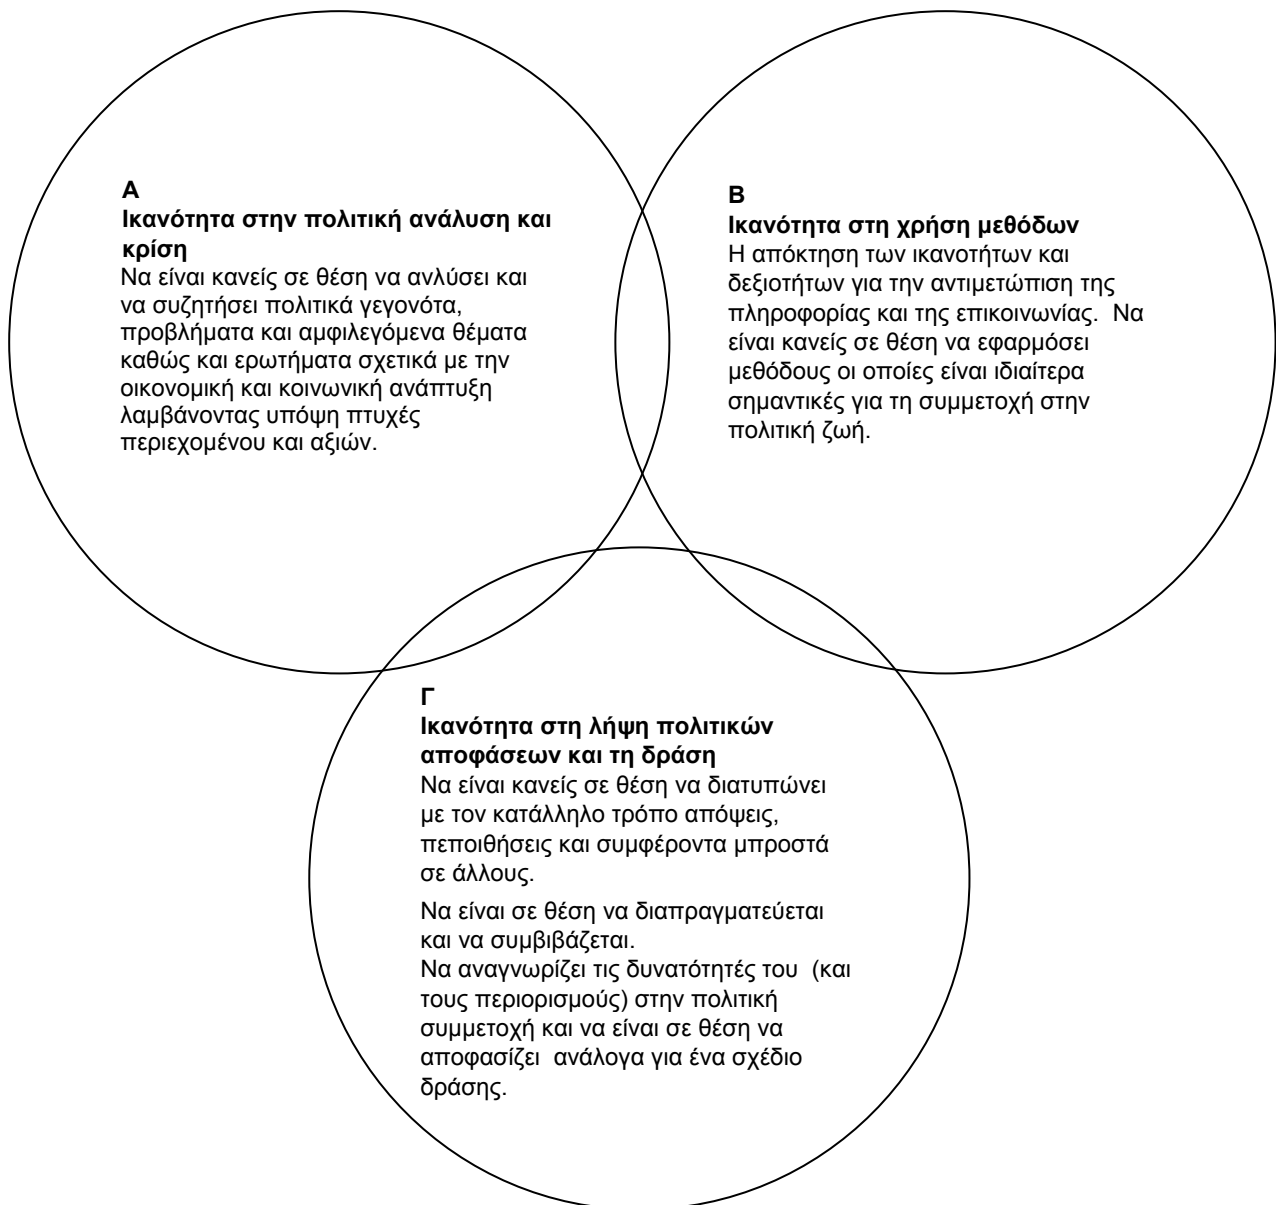 Α
Ικανότητα στην πολιτική ανάλυση και
κρίση
Να είναι κανείς σε θέση να ανλύσει και
να συζητήσει πολιτικά γεγονότα,
προβλήματα και αμφιλεγόμενα θέματα
καθώς και ερωτήματα σχετικά με την
οικονομική και κοινωνική ανάπτυξη
λαμβάνοντας υπόψη πτυχές
περιεχομένου και αξιών.
Β
Ικανότητα στη χρήση μεθόδων
Η απόκτηση των ικανοτήτων και
δεξιοτήτων για την αντιμετώπιση της
πληροφορίας και της επικοινωνίας. Να
είναι κανείς σε θέση να εφαρμόσει
μεθόδους οι οποίες είναι ιδιαίτερα
σημαντικές για τη συμμετοχή στην
πολιτική ζωή.
Γ
Ικανότητα στη λήψη πολιτικών
αποφάσεων και τη δράση
Να είναι κανείς σε θέση να διατυπώνει
με τον κατάλληλο τρόπο απόψεις,
πεποιθήσεις και συμφέροντα μπροστά
σε άλλους.
Να είναι σε θέση να διαπραγματεύεται
και να συμβιβάζεται.
Να αναγνωρίζει τις δυνατότητές του (και
τους περιορισμούς) στην πολιτική
συμμετοχή και να είναι σε θέση να
αποφασίζει ανάλογα για ένα σχέδιο
δράσης.